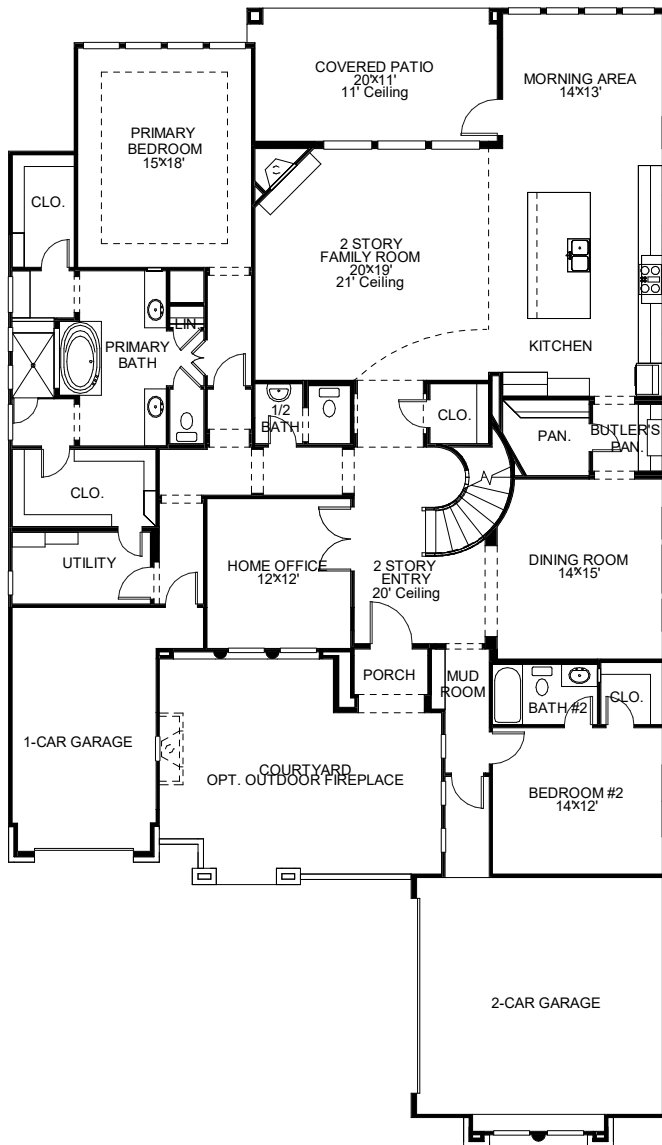 COVERED PATIO
20'X11'
11' Ceiling
MORNING AREA
14'X13'
PRIMARY
BEDROOM
15'X18'
CLO.
2 STORY
FAMILY ROOM
20'X19'
21' Ceiling
LIN.
PRIMARY
BATH
KITCHEN
1/2
BATH
CLO.
PAN.
BUTLER'S
PAN.
CLO.
UTILITY
HOME OFFICE
12'X12'
2 STORY
ENTRY
20' Ceiling
DINING ROOM
14'X15'
PORCH
MUD
ROOM
BATH #2
CLO.
1-CAR GARAGE
COURTYARD
OPT. OUTDOOR FIREPLACE
BEDROOM #2
14'X12'
2-CAR GARAGE